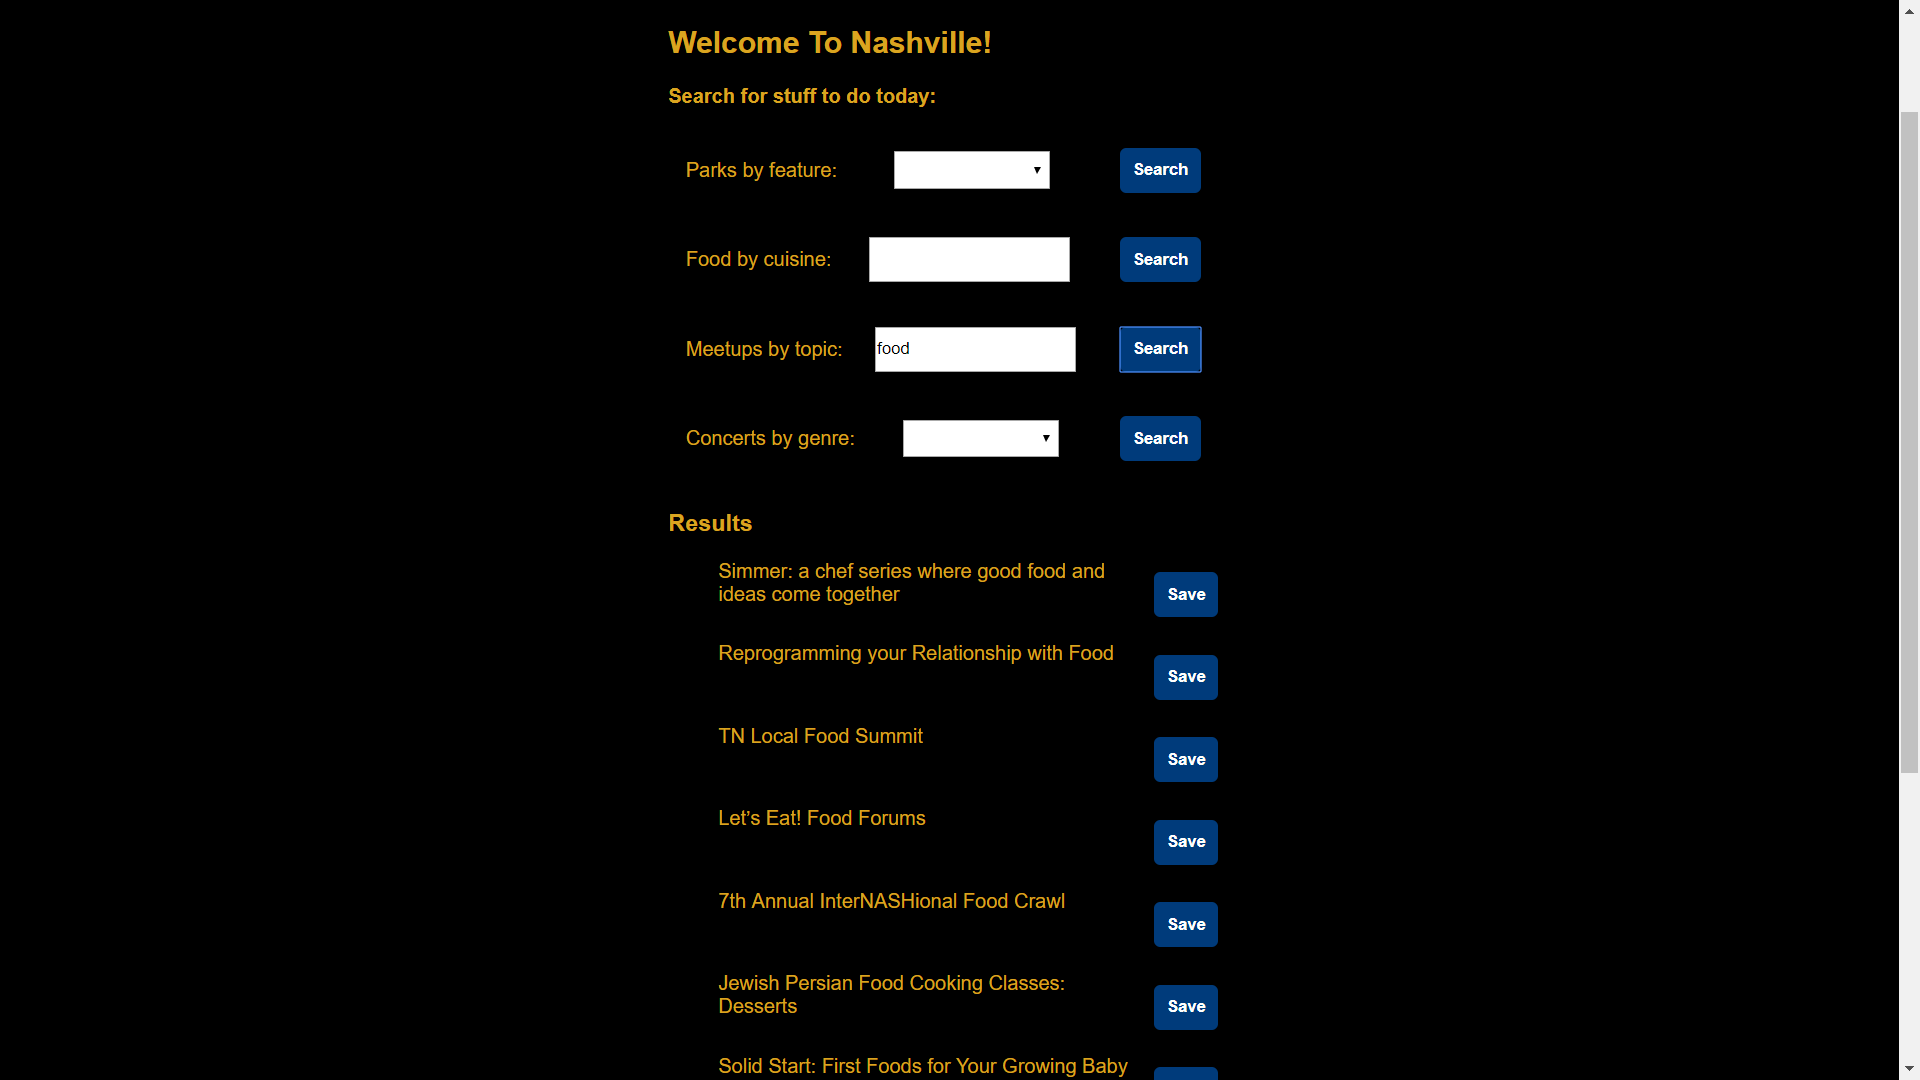 Welcome To Nashville!
Search for stuff to do today:
Parks by feature:
Search
Food by cuisine:
Search
Meetups by topic:
food
Search
Concerts by genre:
Search
Results
Simmer: a chef series where good food and
ideas come together
Save
Reprogramming your Relationship with Food
Save
TN Local Food Summit
Save
Let’s Eat! Food Forums
Save
7th Annual InterNASHional Food Crawl
Save
Jewish Persian Food Cooking Classes:
Desserts
Save
Solid Start: First Foods for Your Growing Baby